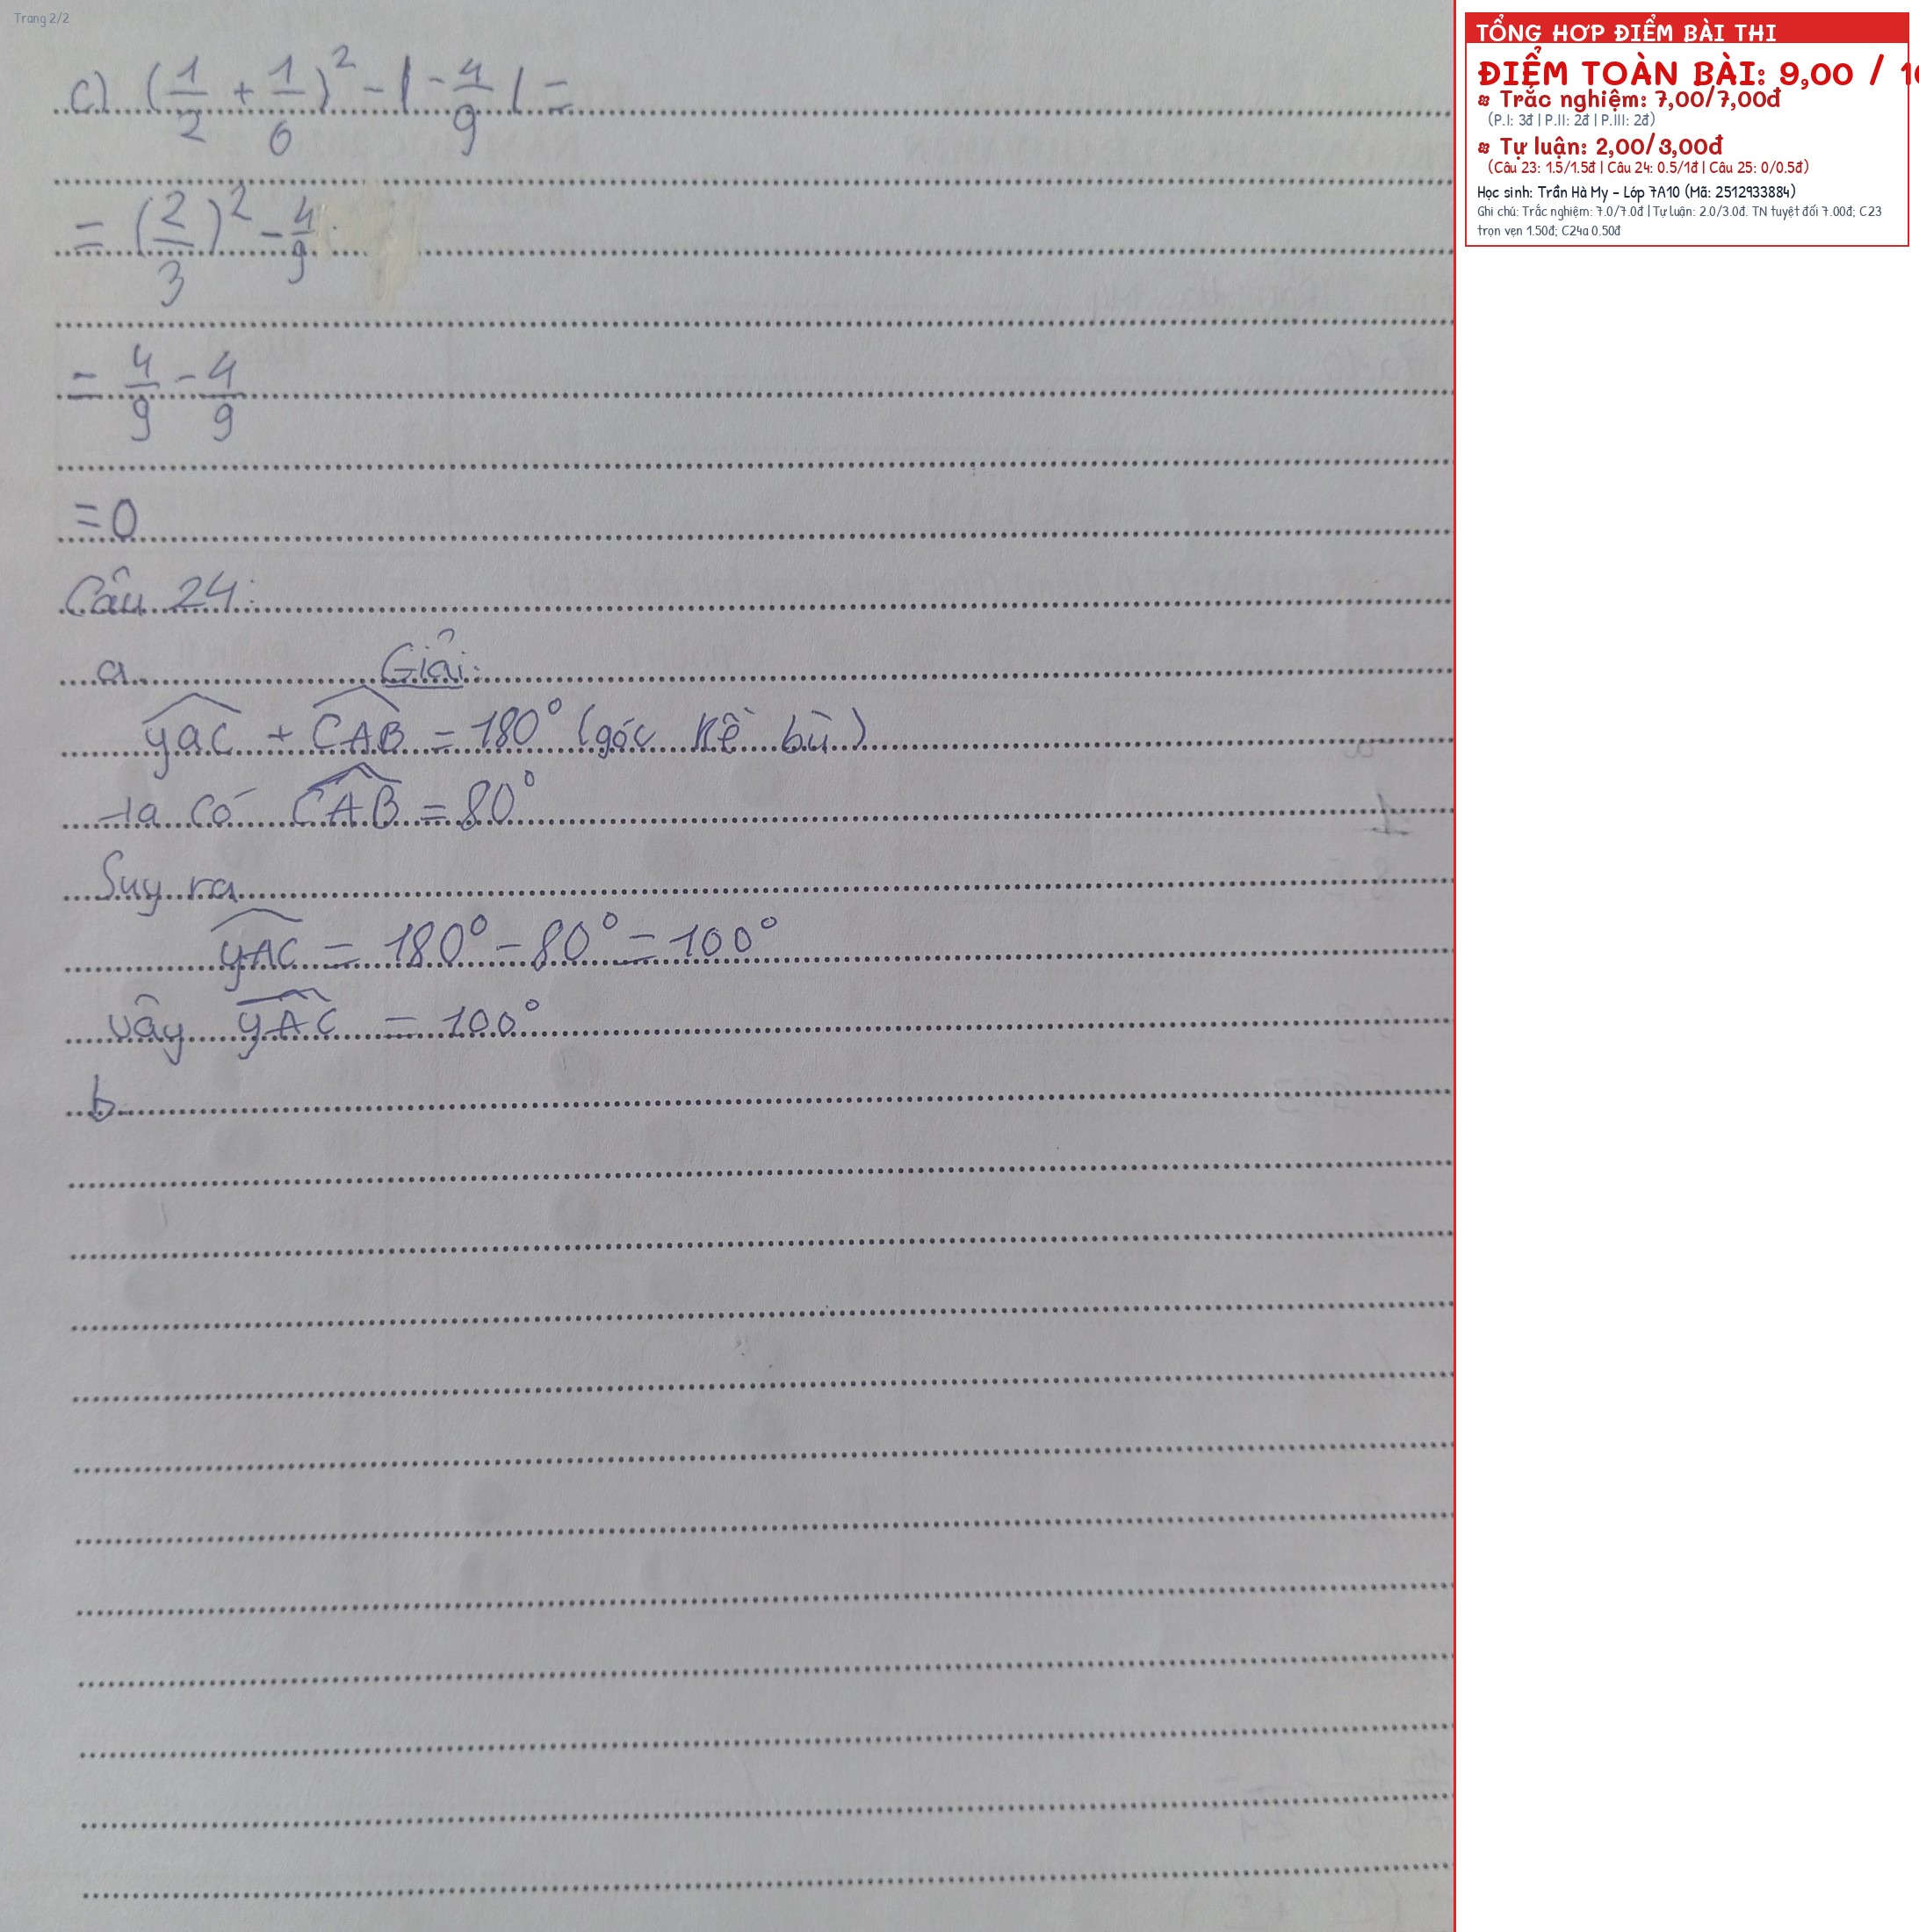 Trang 2/2
c) (1/2 + 1/6)² - |-4/9| =
= (2/3)² - 4/9
= 4/9 - 4/9
= 0
Câu 24:
a. Giải:
yac + CAB = 180° (góc kề bù)
ta có CAB = 80°
Suy ra
yAC = 180° - 80° = 100°
vây yAC = 100°
b.
TỔNG HỢP ĐIỂM BÀI THI
ĐIỂM TOÀN BÀI: 9,00 / 1
Trắc nghiệm: 7,00/7,00đ
(P.I: 3đ | P.II: 2đ | P.III: 2đ)
Tự luận: 2,00/3,00đ
(Câu 23: 1.5/1.5đ | Câu 24: 0.5/1đ | Câu 25: 0/0.5đ)
Học sinh: Trần Hà My - Lớp 7A10 (Mã: 2512933884)
Ghi chú: Trắc nghiệm: 7.0/7.0đ | Tự luận: 2.0/3.0đ. TN tuyệt đối 7.00đ; C23
trọn vẹn 1.50đ; C24a 0.50đ